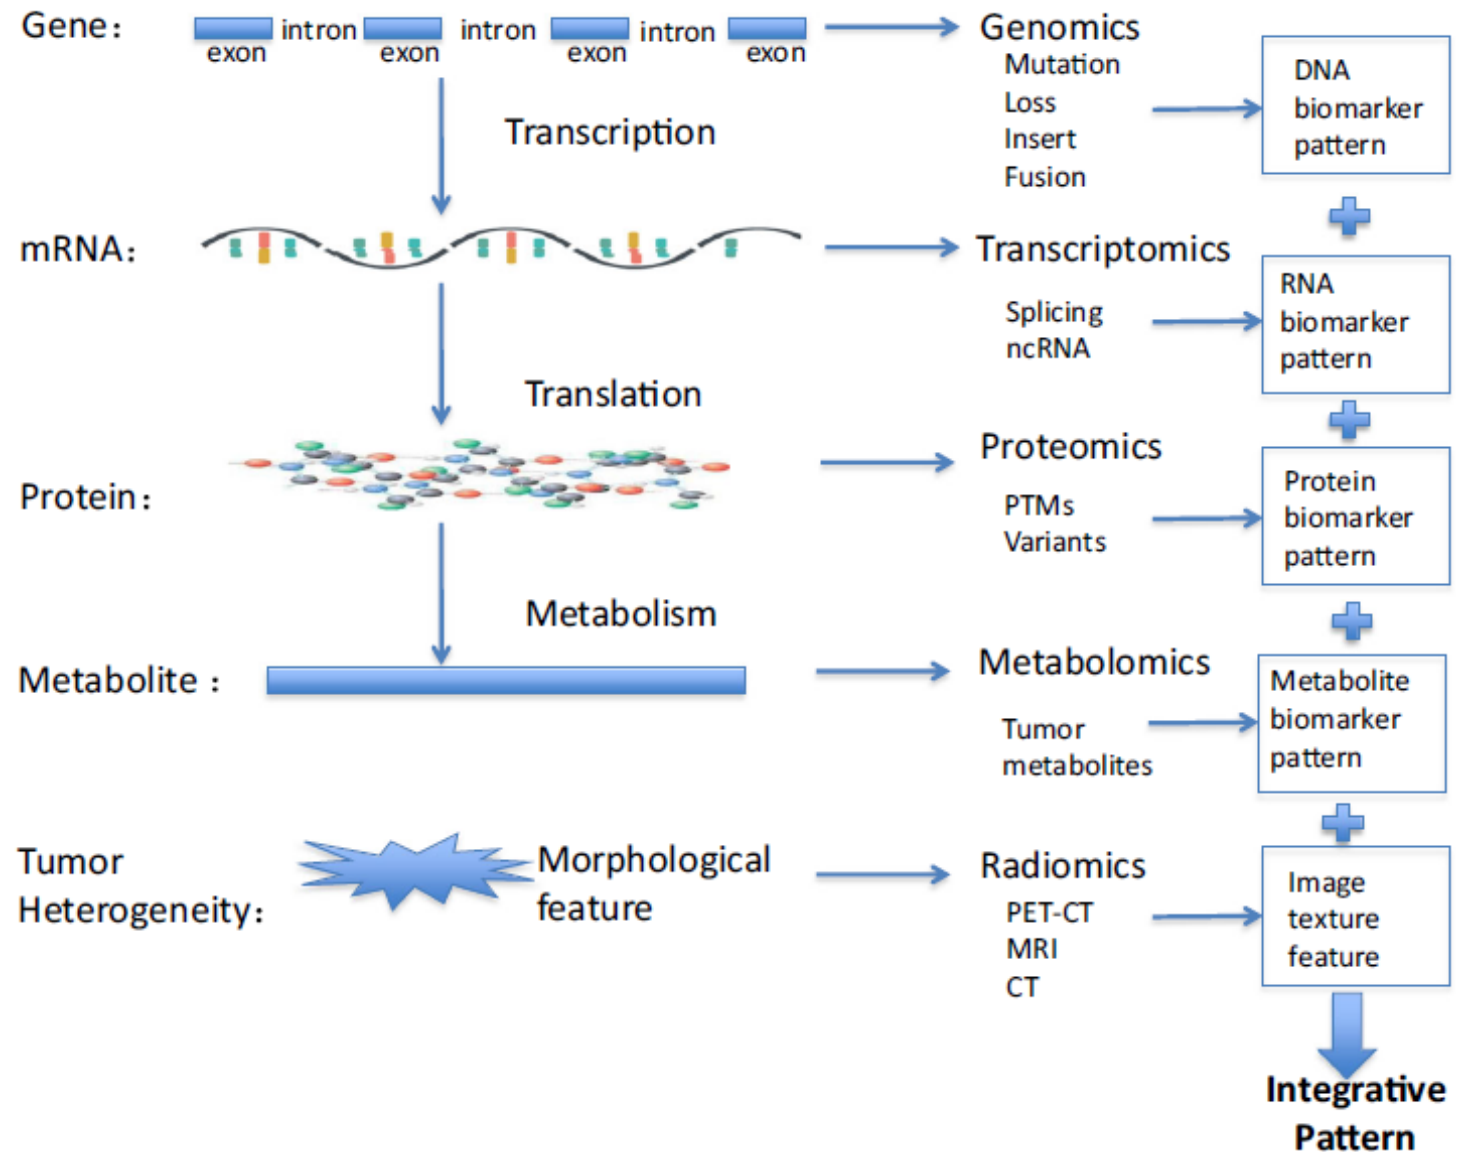 Gene：
intron
intron
intron
exon
exon
exon
exon
Genomics
Mutation
Loss
Insert
Fusion
DNA
biomarker
pattern
Transcription
mRNA：
Transcriptomics
Splicing
ncRNA
RNA
biomarker
pattern
Translation
Protein：
Proteomics
PTMs
Variants
Protein
biomarker
pattern
Metabolism
Metabolite：
Metabolomics
Tumor
metabolites
Metabolite
biomarker
pattern
Tumor
Heterogeneity：
Morphological
feature
Radiomics
PET-CT
MRI
CT
Image
texture
feature
Integrative
Pattern